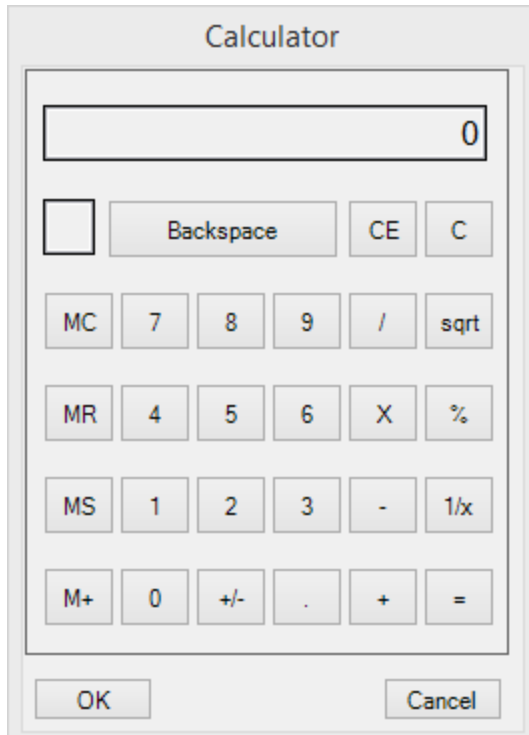 Calculator
0
Backspace CE C
MC 7 8 9 / sqrt
MR 4 5 6 X %
MS 1 2 3 - 1/x
M+ 0 +/- . + =
OK Cancel